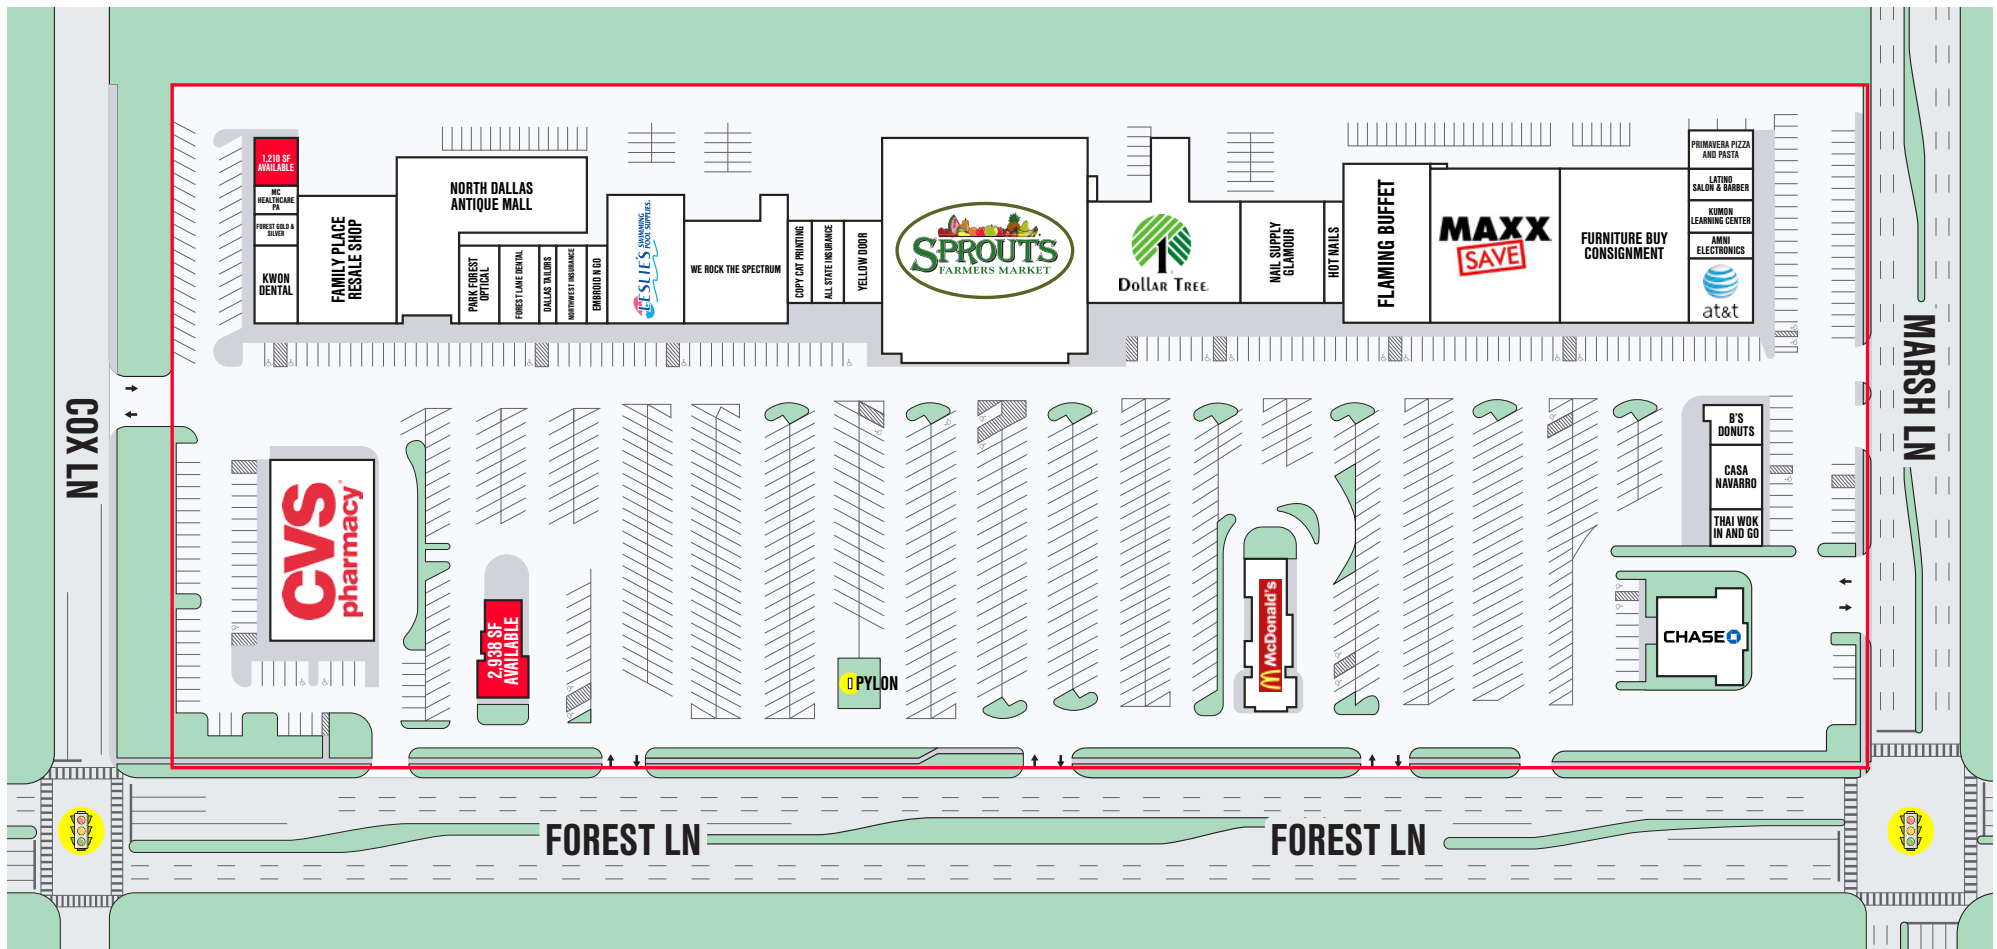 1,210 SF
AVAILABLE
MC
HEALTHCARE
PA
FOREST GOLD &
SILVER
KWON
DENTAL
FAMILY PLACE
RESALE SHOP
NORTH DALLAS
ANTIQUE MALL
PARK FOREST
OPTICAL
FOREST LANE DENTAL
DALLAS TAILORS
NORTHWEST INSURANCE
EMBROID N GO
LESLIE'S SWIMMING
POOL SUPPLIES.
WE ROCK THE SPECTRUM
COPY CAT PRINTING
ALL STATE INSURANCE
YELLOW DOOR
SPROUTS
FARMERS MARKET
1
DOLLAR TREE.
NAIL SUPPLY
GLAMOUR
HOT NAILS
FLAMING BUFFET
MAXX
SAVE
FURNITURE BUY
CONSIGNMENT
PRIMAVERA PIZZA
AND PASTA
LATINO
SALON & BARBER
KUMON
LEARNING CENTER
AMNI
ELECTRONICS
at&t
COX LN
MARSH LN
CVS
pharmacy
2,938 SF
AVAILABLE
PYLON
McDonald's
B'S
DONUTS
CASA
NAVARRO
THAI WOK
IN AND GO
CHASE
FOREST LN
FOREST LN